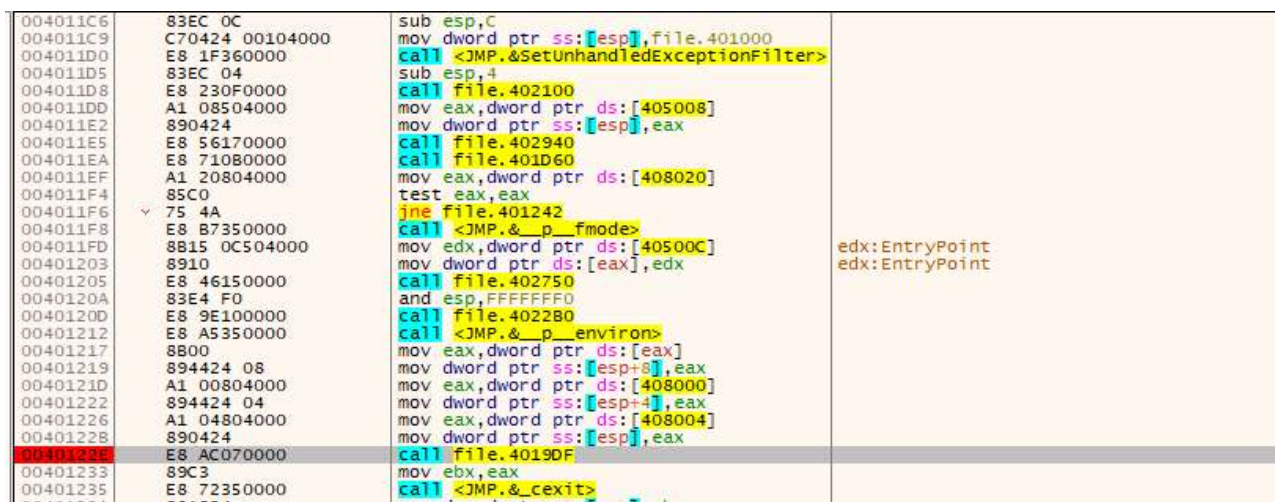 004011C6 83EC 0C sub esp,C
004011C9 C70424 00104000 mov dword ptr ss:[esp],file.401000
004011D0 E8 1F360000 call <JMP.&SetUnhandledExceptionFilter>
004011D5 83EC 04 sub esp,4
004011D8 E8 230F0000 call file.402100
004011DD A1 08504000 mov eax,dword ptr ds:[405008]
004011E2 890424 mov dword ptr ss:[esp],eax
004011E5 E8 56170000 call file.402940
004011EA E8 710B0000 call file.401D60
004011EF A1 20804000 mov eax,dword ptr ds:[408020]
004011F4 85C0 test eax,eax
004011F6 75 4A jne file.401242
004011F8 E8 B7350000 call <JMP.&__p__fmode>
004011FD 8B15 0C504000 mov edx,dword ptr ds:[40500C] edx:EntryPoint
00401203 8910 mov dword ptr ds:[eax],edx edx:EntryPoint
00401205 E8 46150000 call file.402750
0040120A 83E4 F0 and esp,FFFFFFF0
0040120D E8 9E100000 call file.4022B0
00401212 E8 A5350000 call <JMP.&__p__environ>
00401217 8B00 mov eax,dword ptr ds:[eax]
00401219 894424 08 mov dword ptr ss:[esp+8],eax
0040121D A1 00804000 mov eax,dword ptr ds:[408000]
00401222 894424 04 mov dword ptr ss:[esp+4],eax
00401226 A1 04804000 mov eax,dword ptr ds:[408004]
0040122B 890424 mov dword ptr ss:[esp],eax
0040122E E8 AC070000 call file.4019DF
00401233 89C3 mov ebx,eax
00401235 E8 72350000 call <JMP.&_cexit>